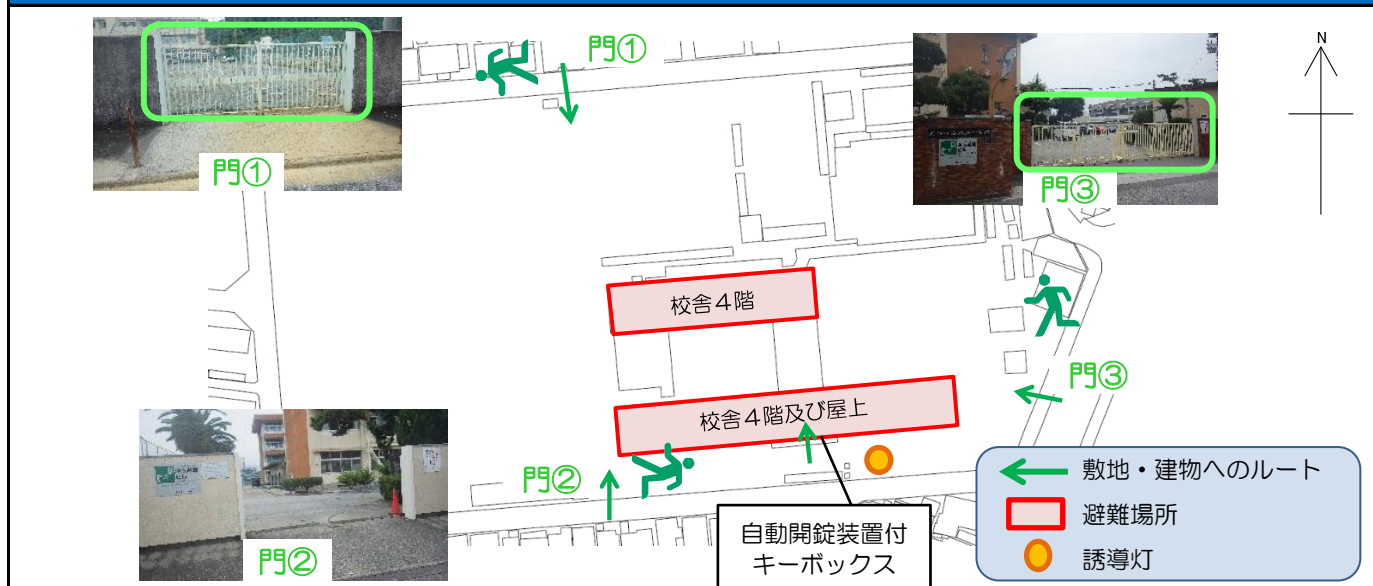 門①
門①
門③
N
校舎４階
門③
校舎４階及び屋上
門②
門②
自動開錠装置付
キーボックス
敷地・建物へのルート
避難場所
誘導灯